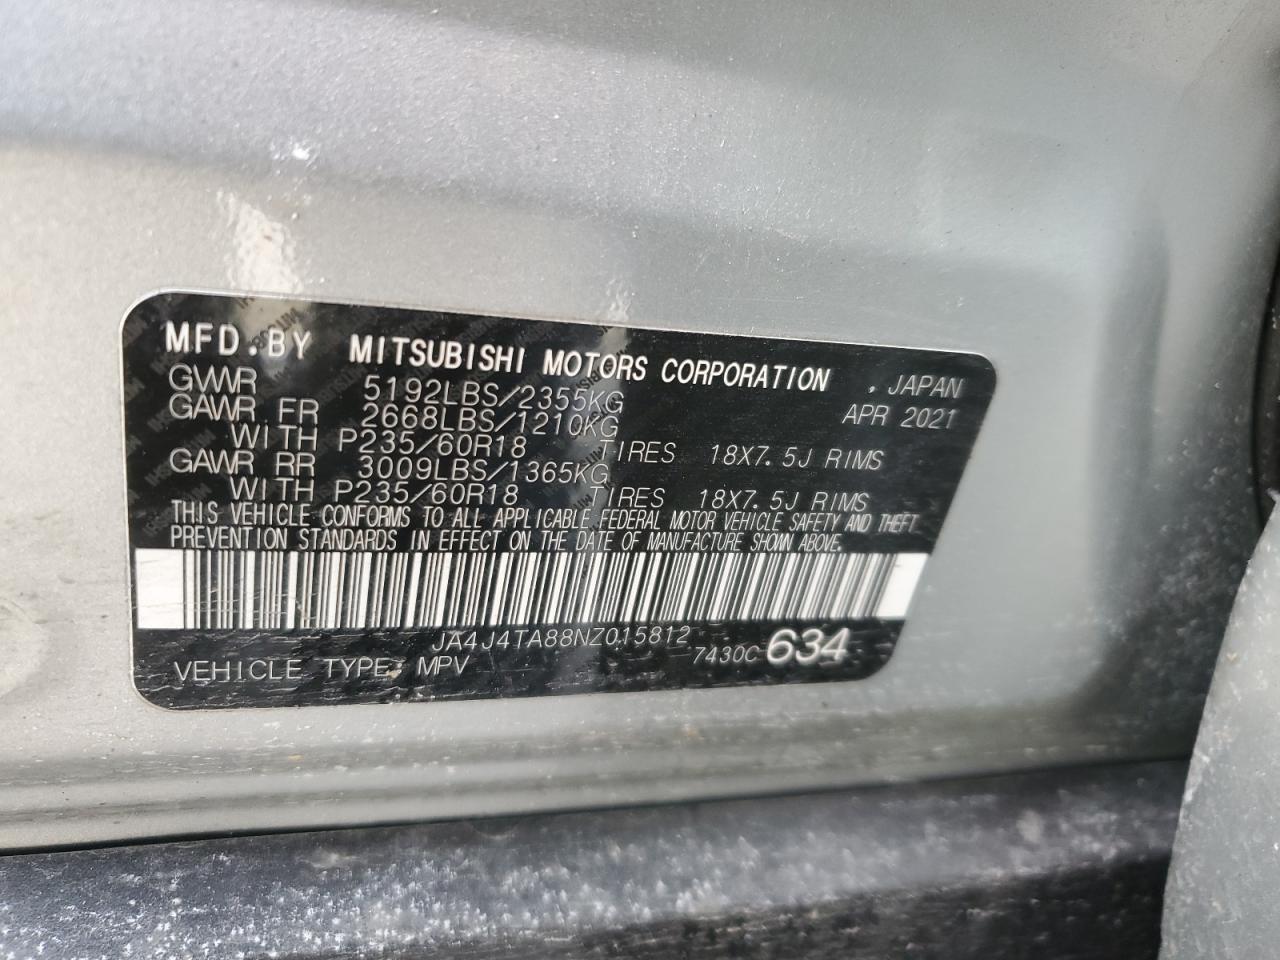 MFD.BY MITSUBISHI MOTORS CORPORATION . JAPAN
GVWR 5192LBS/2355KG APR 2021
GAWR FR 2668LBS/1210KG
WITH P235/60R18 TIRES 18X7.5J RIMS
GAWR RR 3009LBS/1365KG
WITH P235/60R18 TIRES 18X7.5J RIMS
THIS VEHICLE CONFORMS TO ALL APPLICABLE FEDERAL MOTOR VEHICLE SAFETY AND THEFT
PREVENTION STANDARDS IN EFFECT ON THE DATE OF MANUFACTURE SHOWN ABOVE.
JA4J4TA88NZ015812
VEHICLE TYPE: MPV 7430C 634